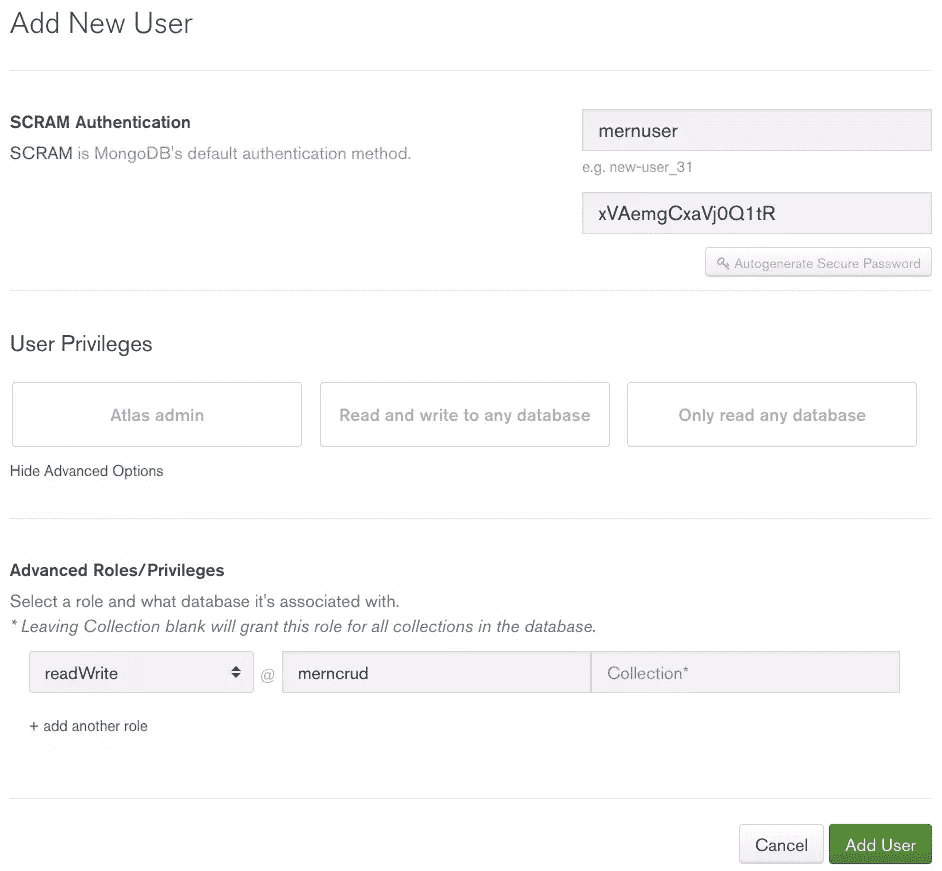 Add New User
SCRAM Authentication
SCRAM is MongoDB's default authentication method.
mernuser
e.g. new-user_31
xVAemgCxaVj0Q1tR
Autogenerate Secure Password
User Privileges
Atlas admin
Read and write to any database
Only read any database
Hide Advanced Options
Advanced Roles/Privileges
Select a role and what database it's associated with.
* Leaving Collection blank will grant this role for all collections in the database.
readWrite @ merncrud Collection*
+ add another role
Cancel Add User